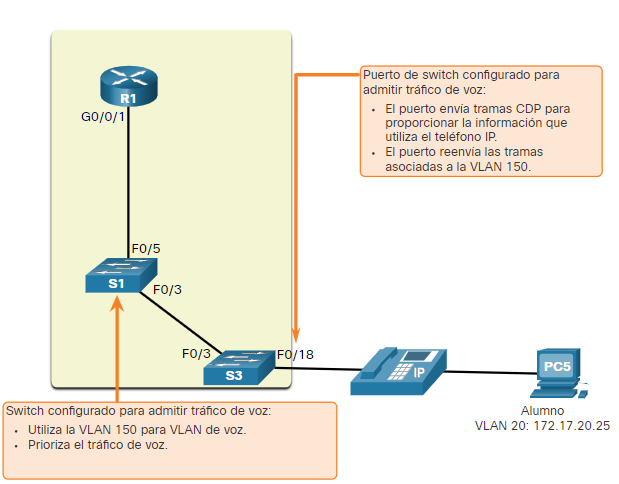 Puerto de switch configurado para
admitir tráfico de voz:
• El puerto envía tramas CDP para
proporcionar la información que
utiliza el teléfono IP.
• El puerto reenvía las tramas
asociadas a la VLAN 150.
R1
G0/0/1
F0/5
S1
F0/3
F0/3
F0/18
S3
IP
PC5
Alumno
VLAN 20: 172.17.20.25
Switch configurado para admitir tráfico de voz:
• Utiliza la VLAN 150 para VLAN de voz.
• Prioriza el tráfico de voz.